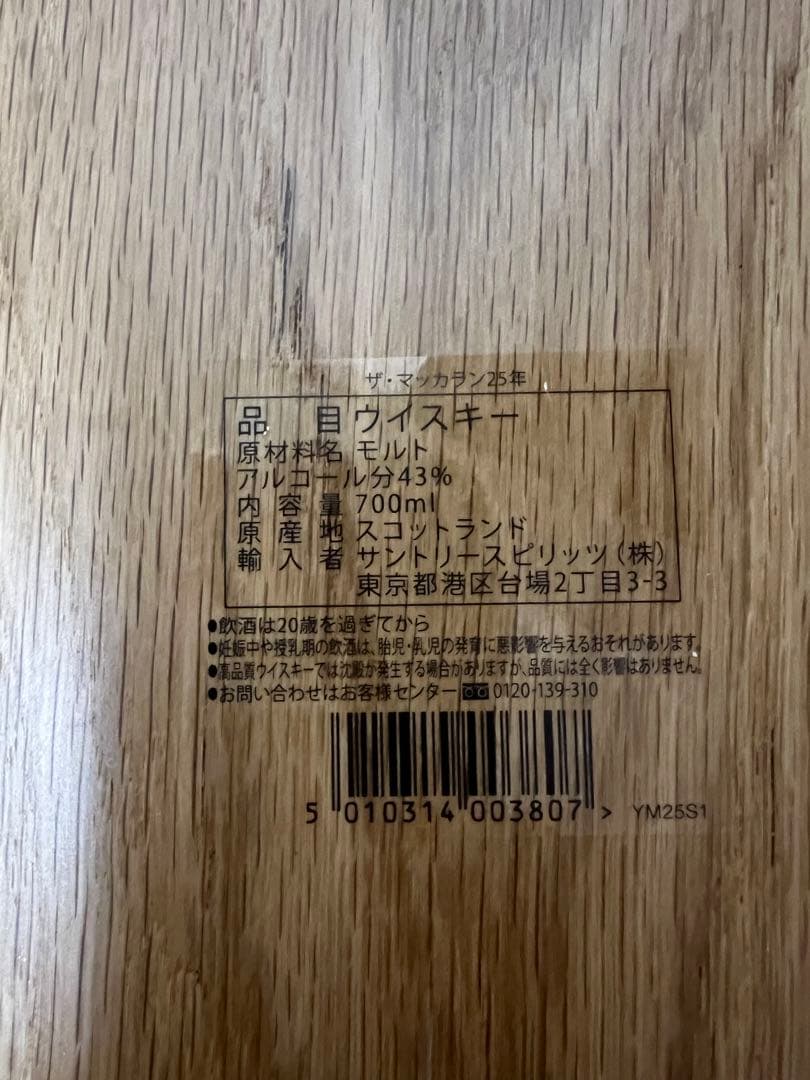 ザ・マッカラン25年
品目 ウイスキー
原材料名 モルト
アルコール分43%
内容量 700ml
原産地 スコットランド
輸入者 サントリースピリッツ(株)
東京都港区台場2丁目3-3
●飲酒は20歳を過ぎてから
●妊娠中や授乳期の飲酒は、胎児・乳児の発育に悪影響を与えるおそれがあります。
●高品質ウイスキーでは沈殿が発生する場合がありますが、品質には全く影響はありません。
●お問い合わせはお客様センター 0120-139-310
5 010314 003807 > YM25S1